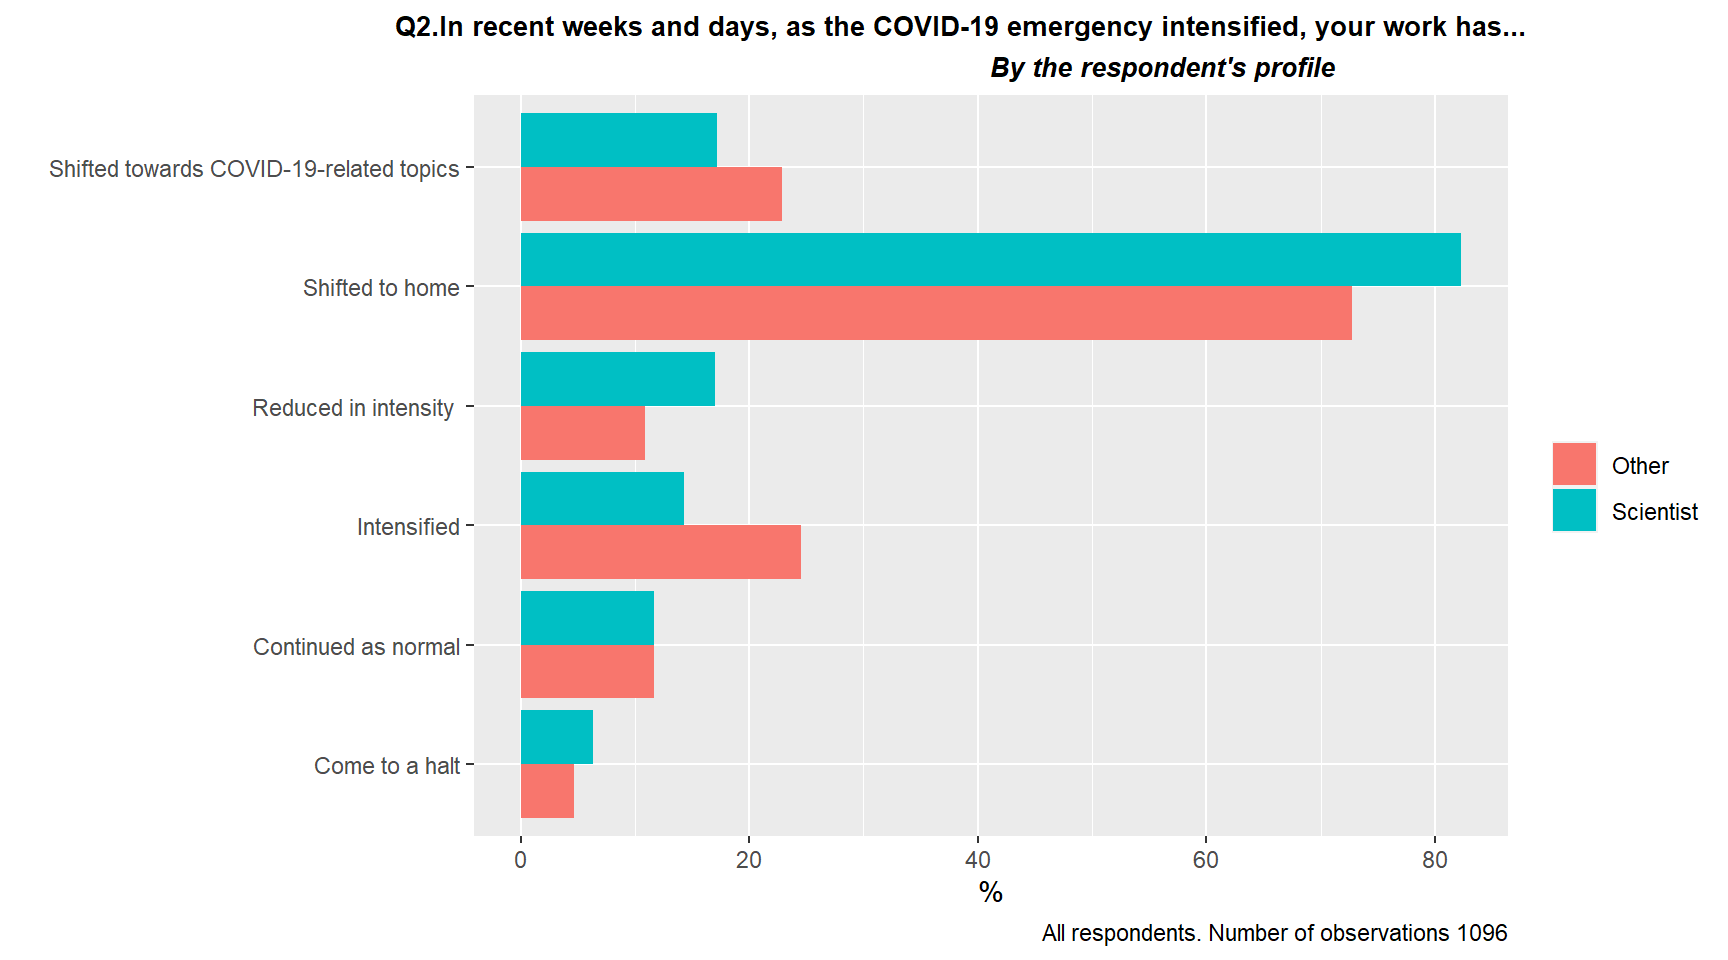 Q2.In recent weeks and days, as the COVID-19 emergency intensified, your work has...
By the respondent's profile
Shifted towards COVID-19-related topics
Shifted to home
Reduced in intensity
Intensified
Continued as normal
Come to a halt
Other
Scientist
0 20 40 60 80
%
All respondents. Number of observations 1096